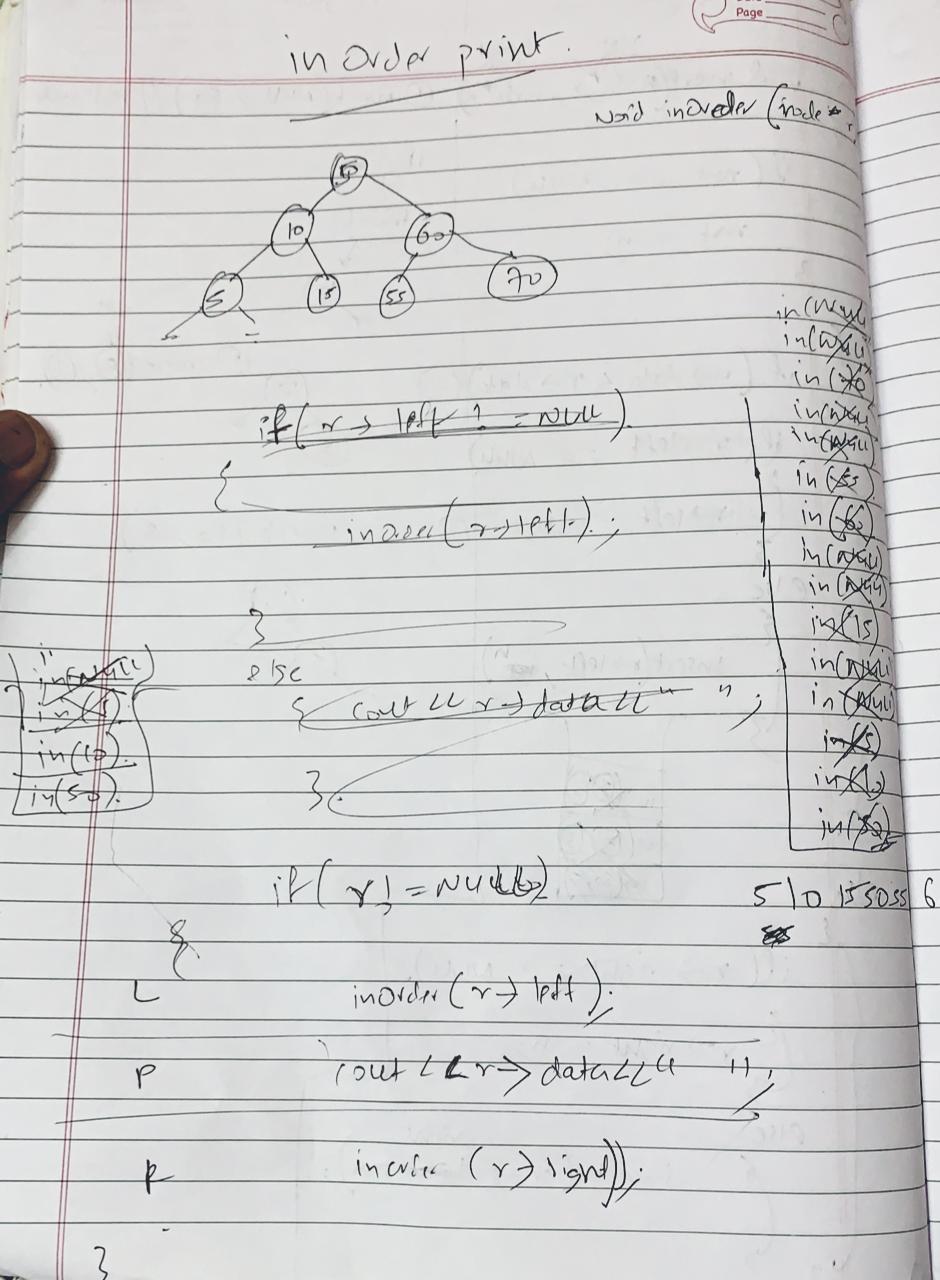 Page
inOrder print.
void inOreder (node *
50
10
60
5
15
55
70
in(NULL
in(NULL
in(70
in(NULL
in(NULL
in(55)
in(60)
in(NULL)
in(NULL)
in(15)
in(NULL)
in(NULL)
in(5)
in(10
in(50)
if(r→ left != NULL)
{
inorder(r→left);
}
else
{ cout << r→data<<" ";
}
in(NULL)
in(5)
in(10).
in(50).
if(r!=NULL)
5 10 15 50 55 6
{
L inOrder(r→left);
P cout << r→data<<" ";
R inorder (r→right));
}